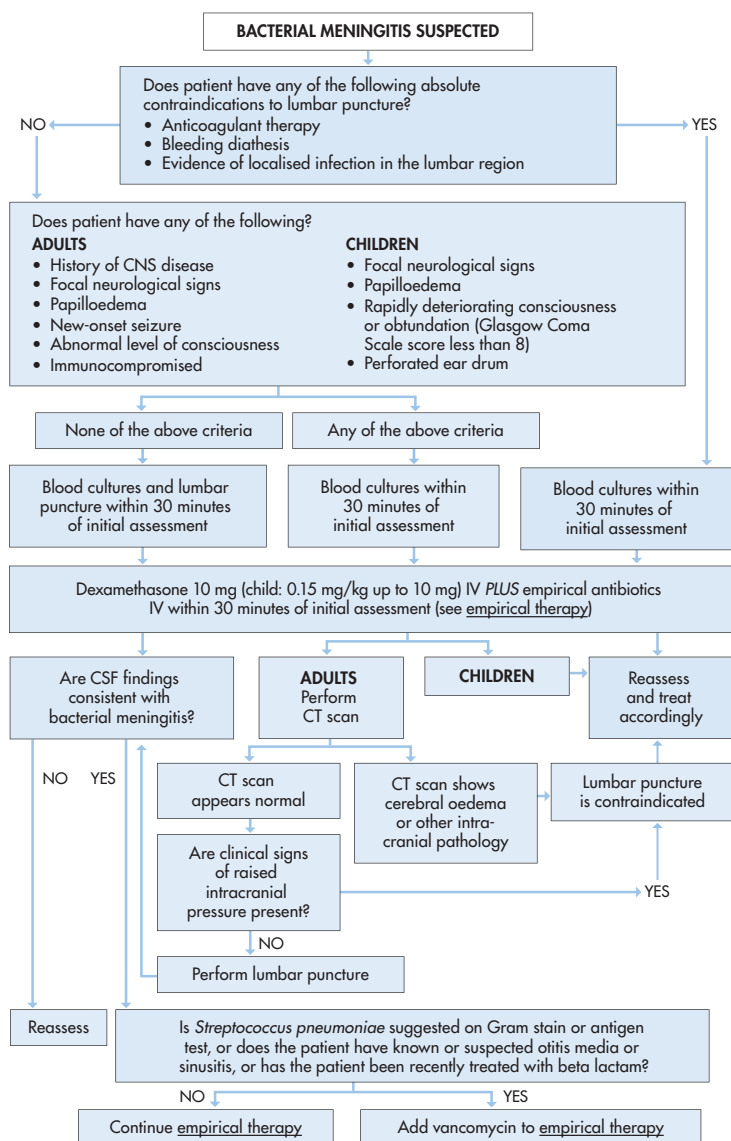 BACTERIAL MENINGITIS SUSPECTED
Does patient have any of the following absolute
contraindications to lumbar puncture?
• Anticoagulant therapy
• Bleeding diathesis
• Evidence of localised infection in the lumbar region
NO
YES
Does patient have any of the following?
ADULTS
• History of CNS disease
• Focal neurological signs
• Papilloedema
• New-onset seizure
• Abnormal level of consciousness
• Immunocompromised
CHILDREN
• Focal neurological signs
• Papilloedema
• Rapidly deteriorating consciousness
or obtundation (Glasgow Coma
Scale score less than 8)
• Perforated ear drum
None of the above criteria
Any of the above criteria
Blood cultures and lumbar
puncture within 30 minutes
of initial assessment
Blood cultures within
30 minutes of
initial assessment
Blood cultures within
30 minutes of
initial assessment
Dexamethasone 10 mg (child: 0.15 mg/kg up to 10 mg) IV PLUS empirical antibiotics
IV within 30 minutes of initial assessment (see empirical therapy)
Are CSF findings
consistent with
bacterial meningitis?
ADULTS
Perform
CT scan
CHILDREN
Reassess
and treat
accordingly
NO
YES
CT scan
appears normal
CT scan shows
cerebral oedema
or other intra-
cranial pathology
Lumbar puncture
is contraindicated
Are clinical signs
of raised
intracranial
pressure present?
YES
NO
Perform lumbar puncture
Reassess
Is Streptococcus pneumoniae suggested on Gram stain or antigen
test, or does the patient have known or suspected otitis media or
sinusitis, or has the patient been recently treated with beta lactam?
NO
YES
Continue empirical therapy
Add vancomycin to empirical therapy